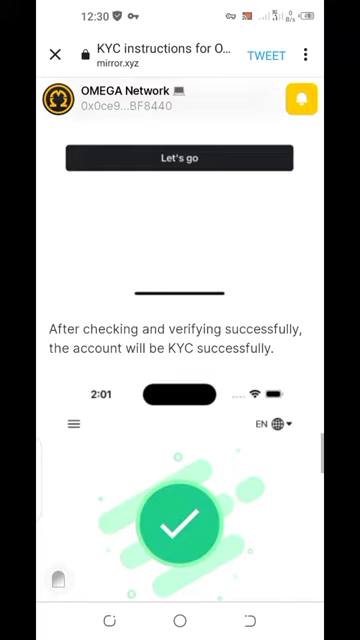 12:30
KYC instructions for O...
mirror.xyz
TWEET
OMEGA Network
0x0ce9...BF8440
Let's go
After checking and verifying successfully,
the account will be KYC successfully.
2:01
EN